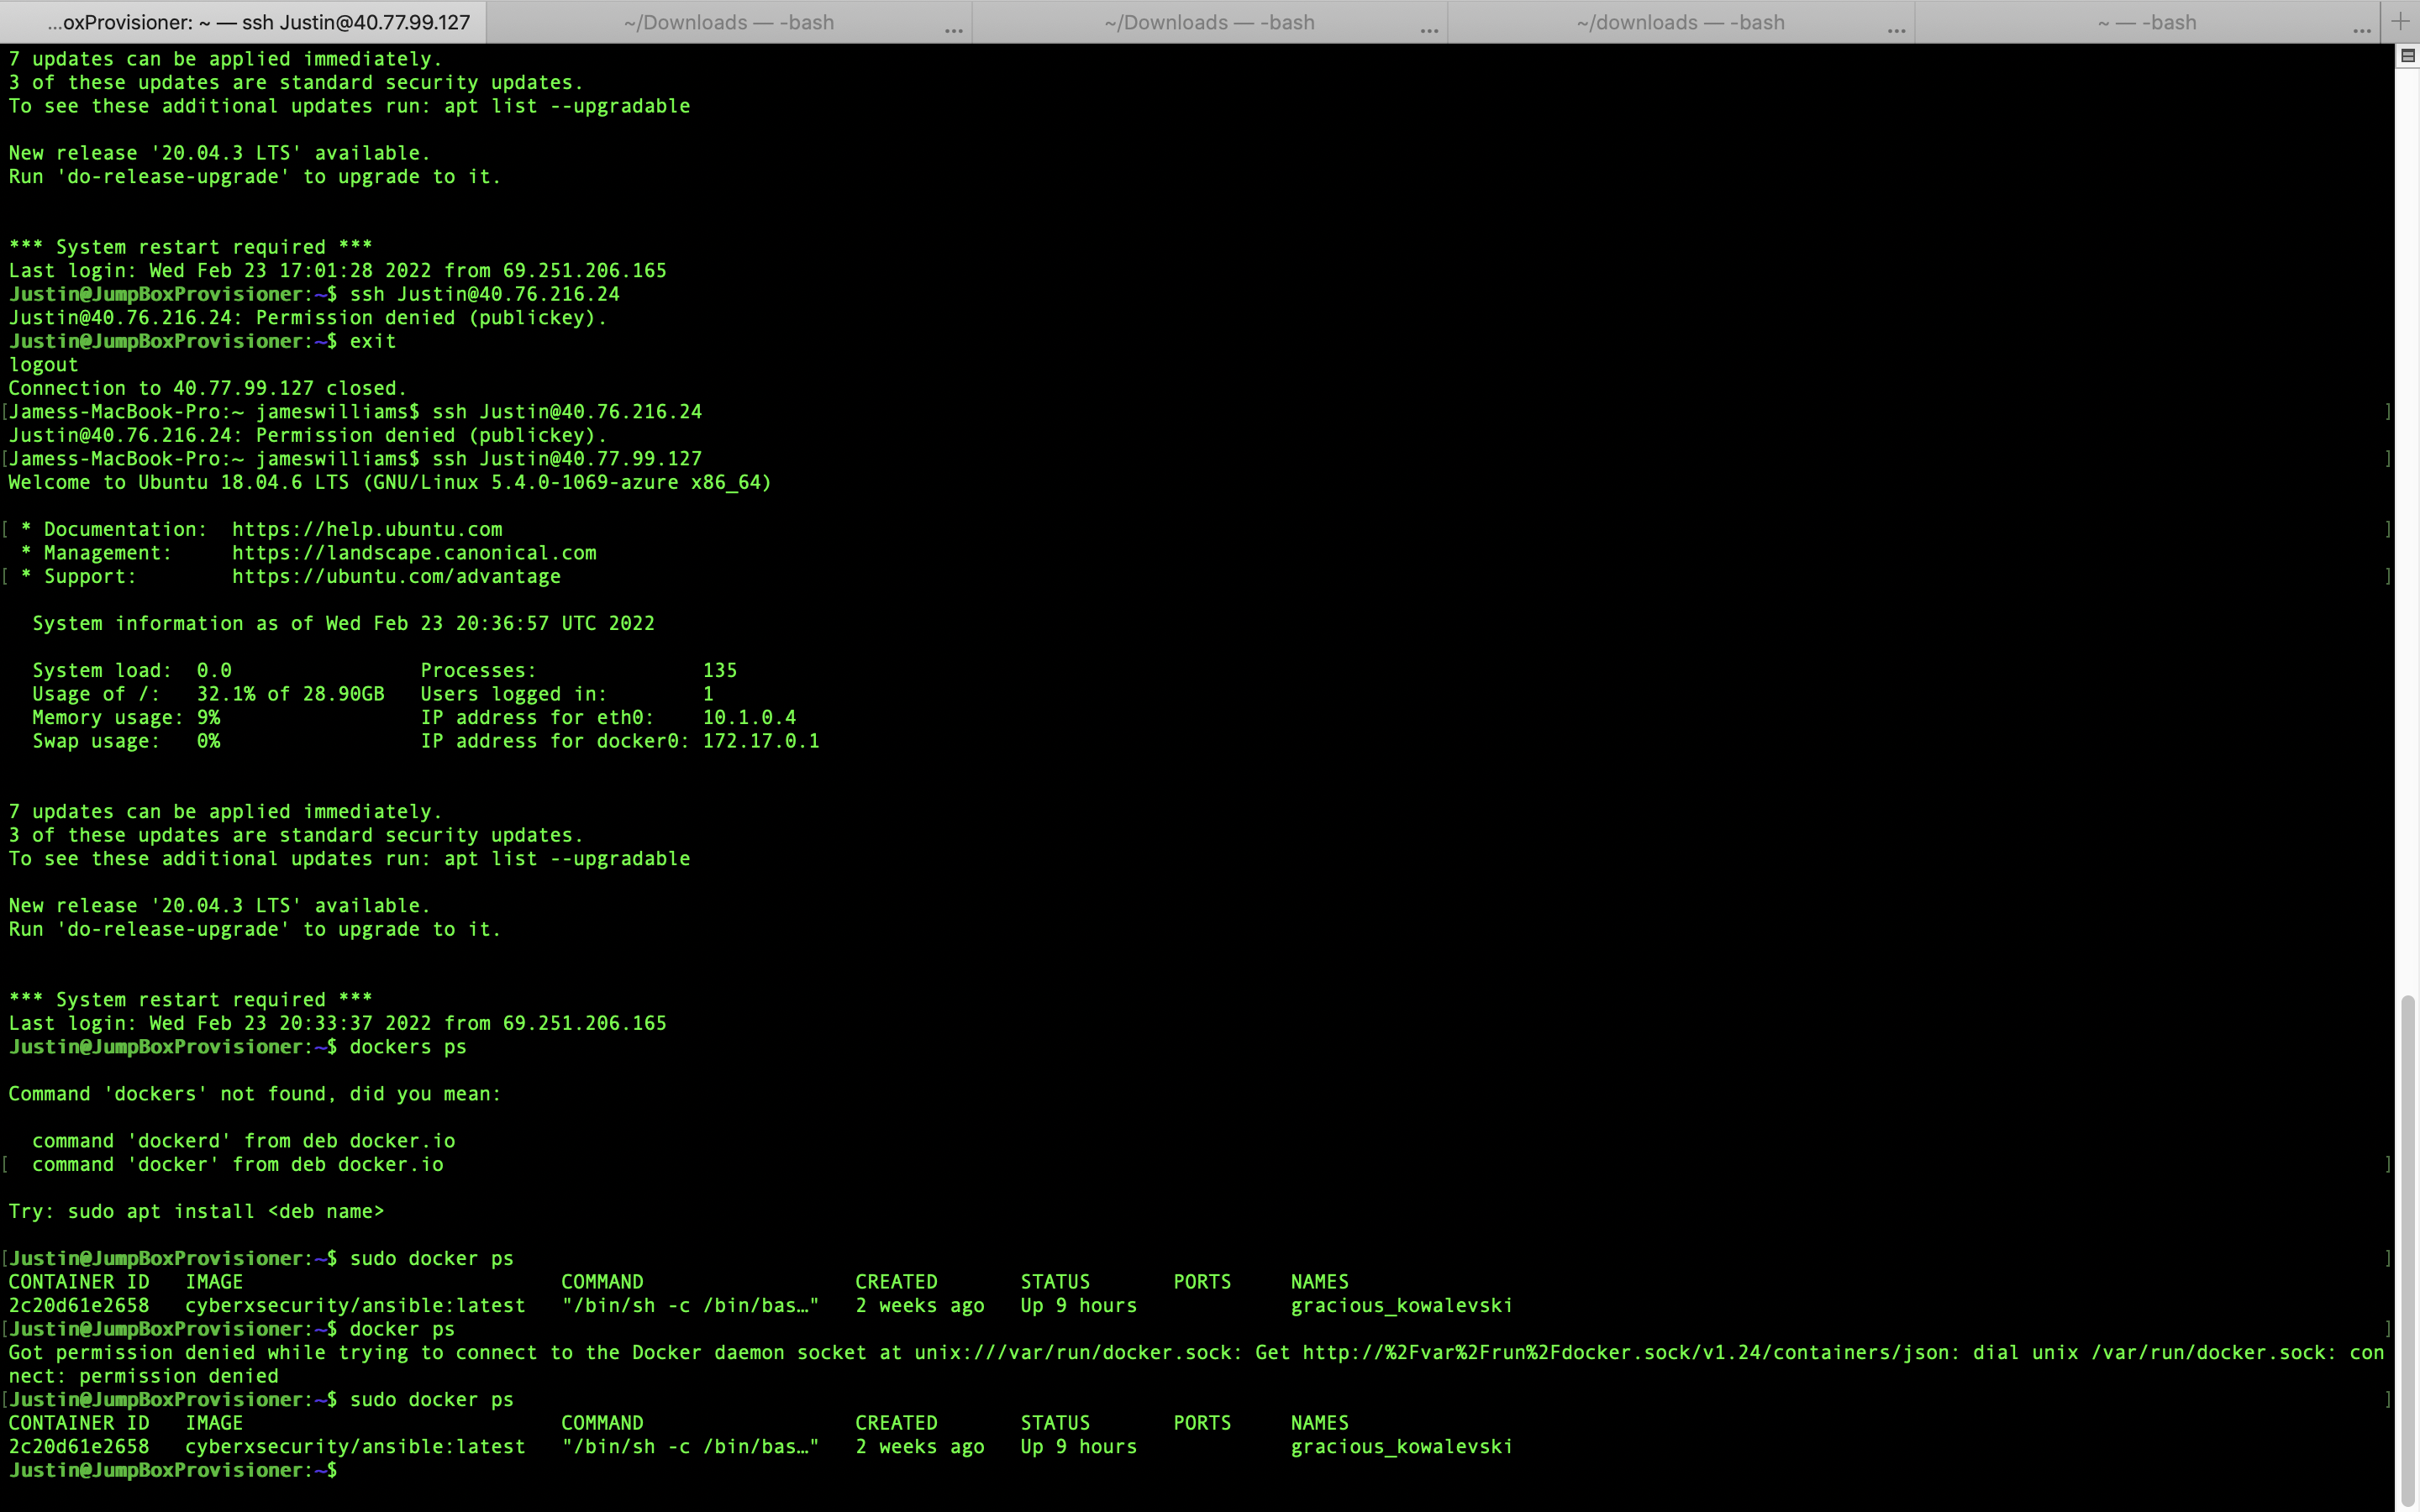 ...oxProvisioner: ~ — ssh Justin@40.77.99.127
~/Downloads — -bash ...
~/Downloads — -bash ...
~/downloads — -bash ...
~ — -bash ...
7 updates can be applied immediately.
3 of these updates are standard security updates.
To see these additional updates run: apt list --upgradable
New release '20.04.3 LTS' available.
Run 'do-release-upgrade' to upgrade to it.
*** System restart required ***
Last login: Wed Feb 23 17:01:28 2022 from 69.251.206.165
Justin@JumpBoxProvisioner:~$ ssh Justin@40.76.216.24
Justin@40.76.216.24: Permission denied (publickey).
Justin@JumpBoxProvisioner:~$ exit
logout
Connection to 40.77.99.127 closed.
[Jamess-MacBook-Pro:~ jameswilliams$ ssh Justin@40.76.216.24 ]
Justin@40.76.216.24: Permission denied (publickey).
[Jamess-MacBook-Pro:~ jameswilliams$ ssh Justin@40.77.99.127 ]
Welcome to Ubuntu 18.04.6 LTS (GNU/Linux 5.4.0-1069-azure x86_64)
[ * Documentation:  https://help.ubuntu.com ]
 * Management:     https://landscape.canonical.com
[ * Support:        https://ubuntu.com/advantage ]
System information as of Wed Feb 23 20:36:57 UTC 2022
System load:  0.0                Processes:              135
Usage of /:   32.1% of 28.90GB   Users logged in:        1
Memory usage: 9%                 IP address for eth0:    10.1.0.4
Swap usage:   0%                 IP address for docker0: 172.17.0.1
7 updates can be applied immediately.
3 of these updates are standard security updates.
To see these additional updates run: apt list --upgradable
New release '20.04.3 LTS' available.
Run 'do-release-upgrade' to upgrade to it.
*** System restart required ***
Last login: Wed Feb 23 20:33:37 2022 from 69.251.206.165
Justin@JumpBoxProvisioner:~$ dockers ps
Command 'dockers' not found, did you mean:
command 'dockerd' from deb docker.io
[  command 'docker' from deb docker.io ]
Try: sudo apt install <deb name>
[Justin@JumpBoxProvisioner:~$ sudo docker ps ]
CONTAINER ID   IMAGE                           COMMAND                  CREATED       STATUS       PORTS     NAMES
2c20d61e2658   cyberxsecurity/ansible:latest   "/bin/sh -c /bin/bas…"   2 weeks ago   Up 9 hours             gracious_kowalevski
[Justin@JumpBoxProvisioner:~$ docker ps ]
Got permission denied while trying to connect to the Docker daemon socket at unix:///var/run/docker.sock: Get http://%2Fvar%2Frun%2Fdocker.sock/v1.24/containers/json: dial unix /var/run/docker.sock: con
nect: permission denied
[Justin@JumpBoxProvisioner:~$ sudo docker ps ]
CONTAINER ID   IMAGE                           COMMAND                  CREATED       STATUS       PORTS     NAMES
2c20d61e2658   cyberxsecurity/ansible:latest   "/bin/sh -c /bin/bas…"   2 weeks ago   Up 9 hours             gracious_kowalevski
Justin@JumpBoxProvisioner:~$